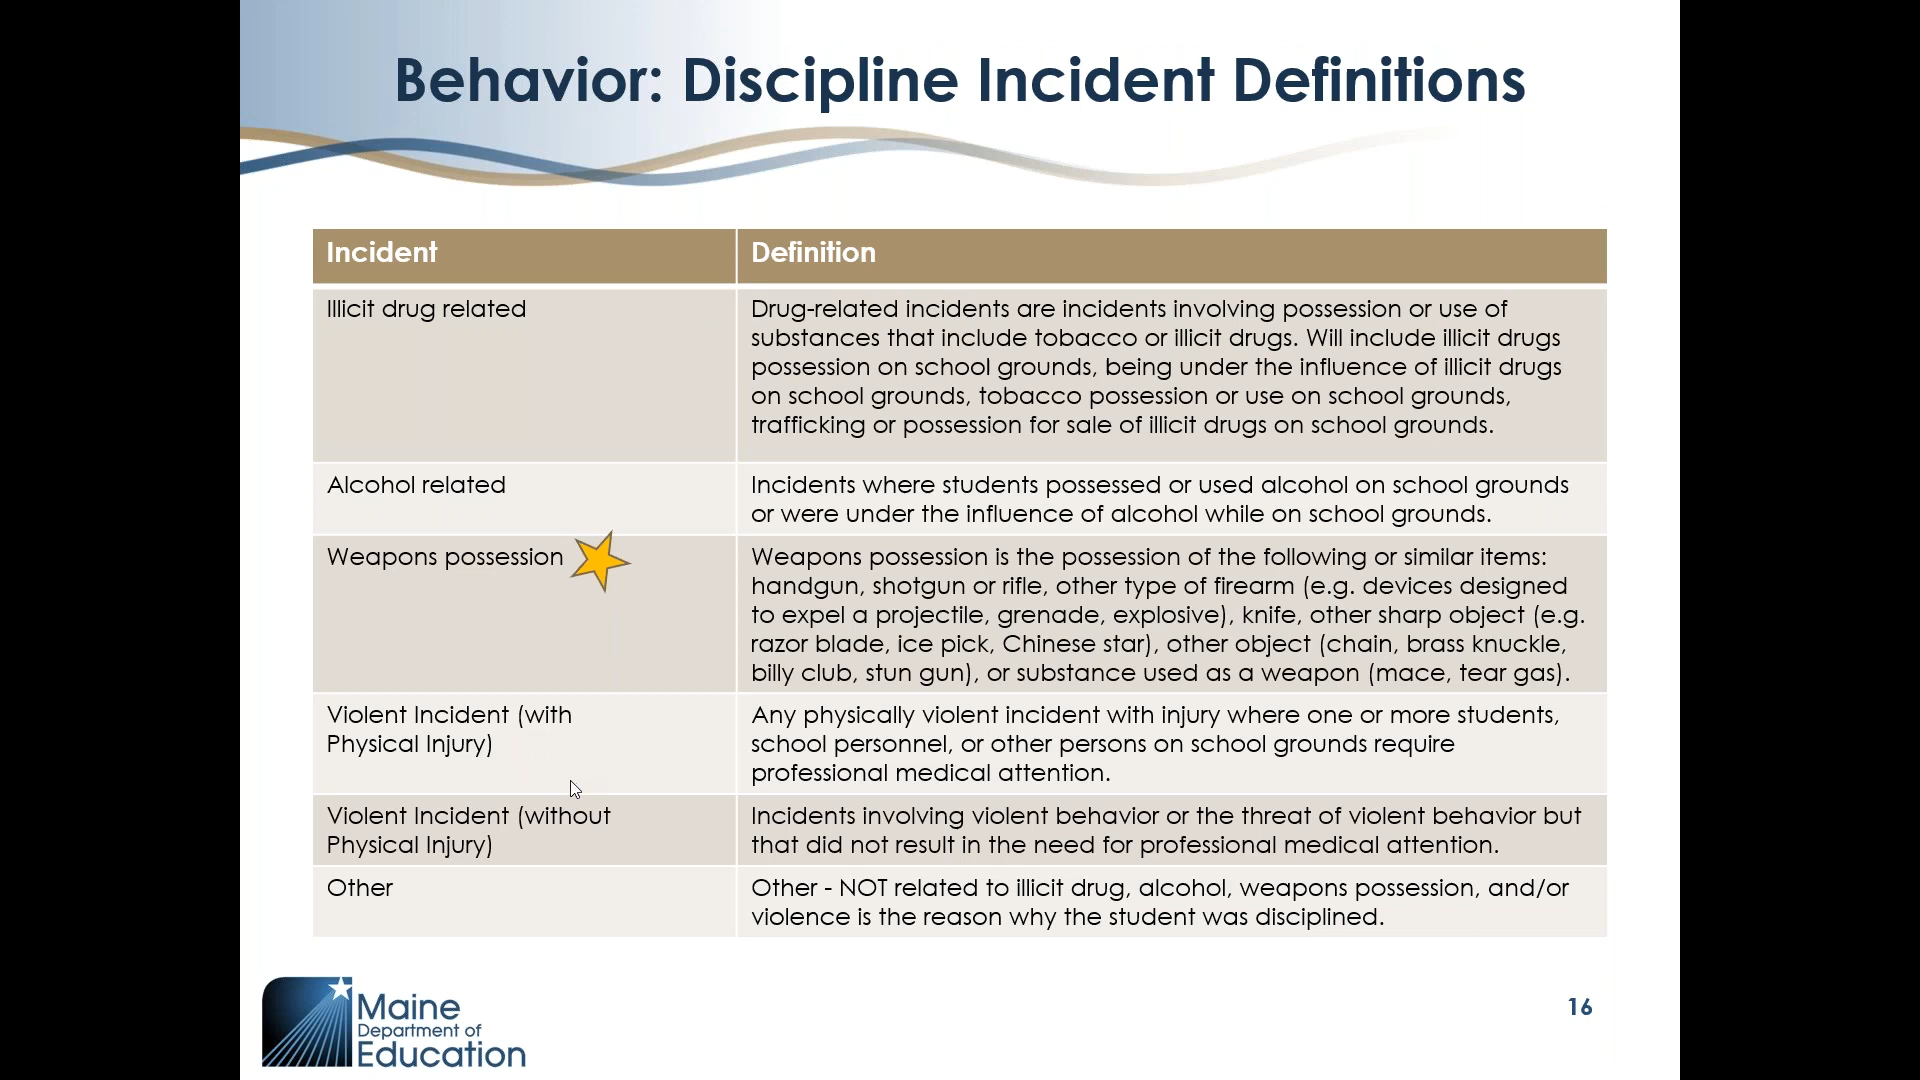 Behavior: Discipline Incident Definitions
Incident
Definition
Illicit drug related
Drug-related incidents are incidents involving possession or use of
substances that include tobacco or illicit drugs. Will include illicit drugs
possession on school grounds, being under the influence of illicit drugs
on school grounds, tobacco possession or use on school grounds,
trafficking or possession for sale of illicit drugs on school grounds.
Alcohol related
Incidents where students possessed or used alcohol on school grounds
or were under the influence of alcohol while on school grounds.
Weapons possession
Weapons possession is the possession of the following or similar items:
handgun, shotgun or rifle, other type of firearm (e.g. devices designed
to expel a projectile, grenade, explosive), knife, other sharp object (e.g.
razor blade, ice pick, Chinese star), other object (chain, brass knuckle,
billy club, stun gun), or substance used as a weapon (mace, tear gas).
Violent Incident (with
Physical Injury)
Any physically violent incident with injury where one or more students,
school personnel, or other persons on school grounds require
professional medical attention.
Violent Incident (without
Physical Injury)
Incidents involving violent behavior or the threat of violent behavior but
that did not result in the need for professional medical attention.
Other
Other - NOT related to illicit drug, alcohol, weapons possession, and/or
violence is the reason why the student was disciplined.
Maine
Department of
Education
16